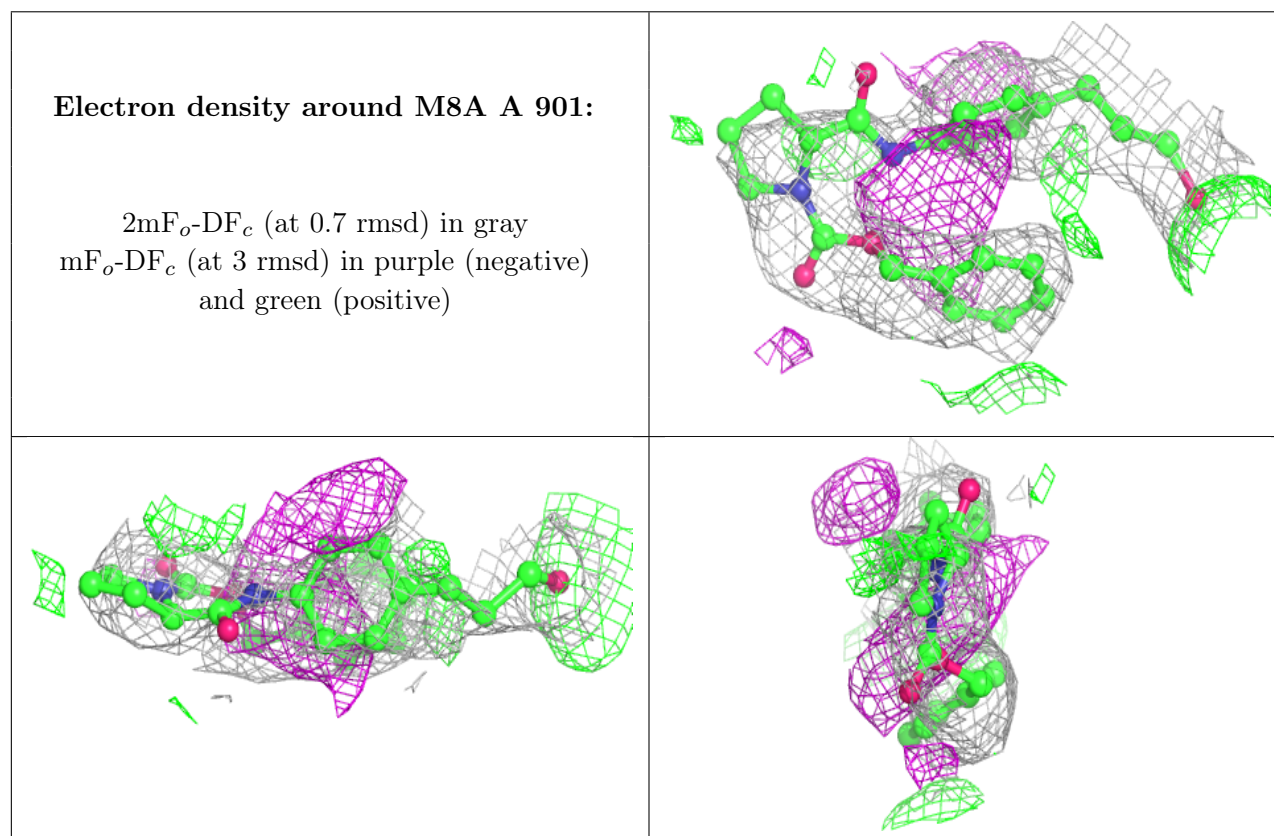 Electron density around M8A A 901:
2mFo-DFc (at 0.7 rmsd) in gray
mFo-DFc (at 3 rmsd) in purple (negative)
and green (positive)